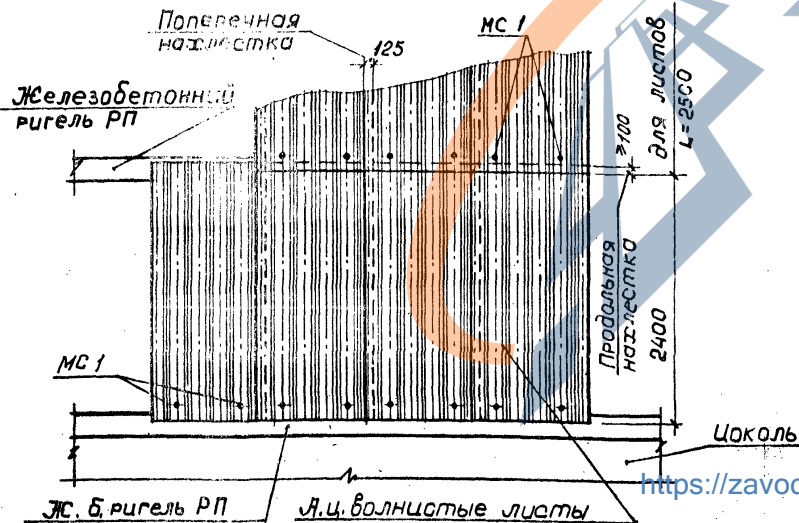 Поперечная
нахлестка
125
МС 1
Железобетонный
ригель РП
≥100
для листов
L=2500
Продольная
нахлестка
2400
МС 1
Цоколь
Ж.б. ригель РП
А.ц. волнистые листы
https://zavod